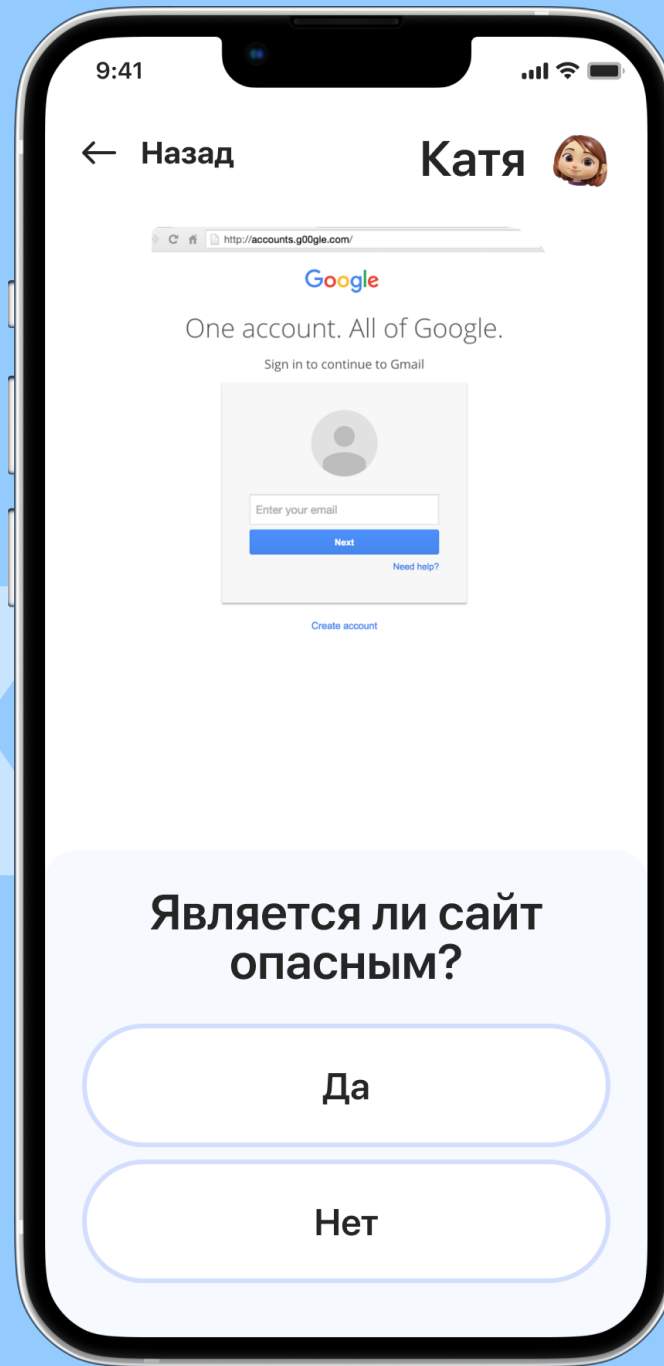 9:41
Назад
Катя
http://accounts.g00gle.com/
Google
One account. All of Google.
Sign in to continue to Gmail
Enter your email
Next
Need help?
Create account
Является ли сайт
опасным?
Да
Нет